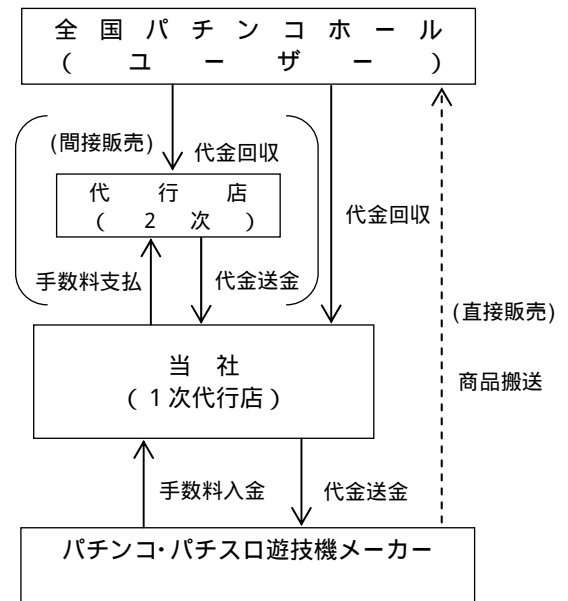 全国パチンコホール
(ユーザー)
(間接販売)
代金回収
代行店
(2次)
代金回収
手数料支払
代金送金
(直接販売)
当社
(1次代行店)
商品搬送
手数料入金
代金送金
パチンコ・パチスロ遊技機メーカー